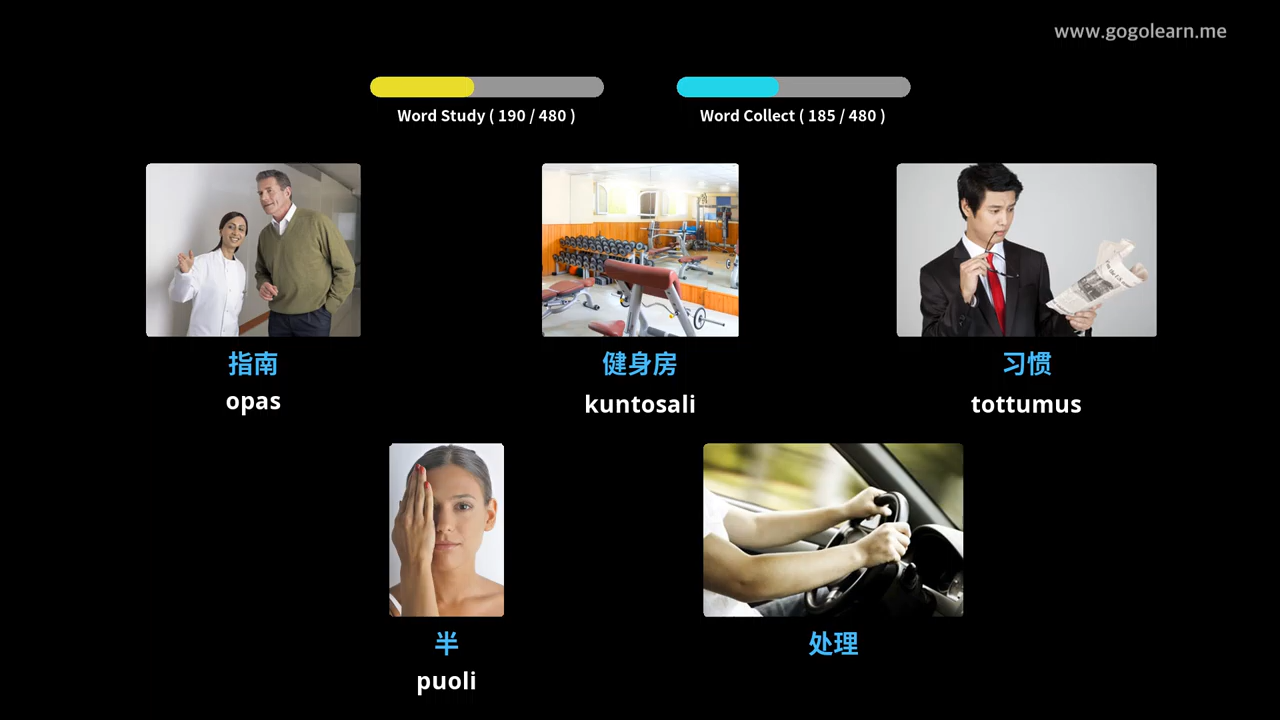 www.gogolearn.me
Word Study ( 190 / 480 )
Word Collect ( 185 / 480 )
指南
opas
健身房
kuntosali
习惯
tottumus
半
puoli
处理